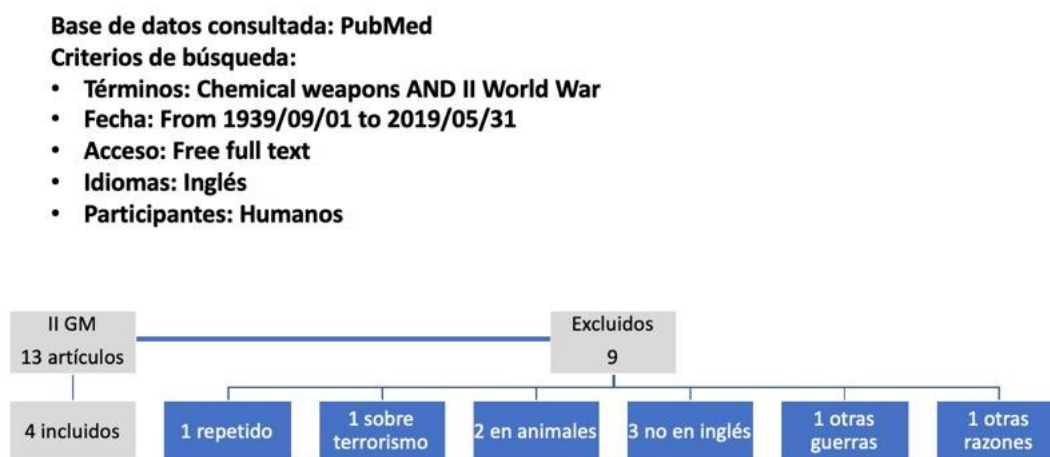 Base de datos consultada: PubMed
Criterios de búsqueda:
• Términos: Chemical weapons AND II World War
• Fecha: From 1939/09/01 to 2019/05/31
• Acceso: Free full text
• Idiomas: Inglés
• Participantes: Humanos
II GM
13 artículos
Excluidos
9
4 incluidos
1 repetido
1 sobre
terrorismo
2 en animales
3 no en inglés
1 otras
guerras
1 otras
razones